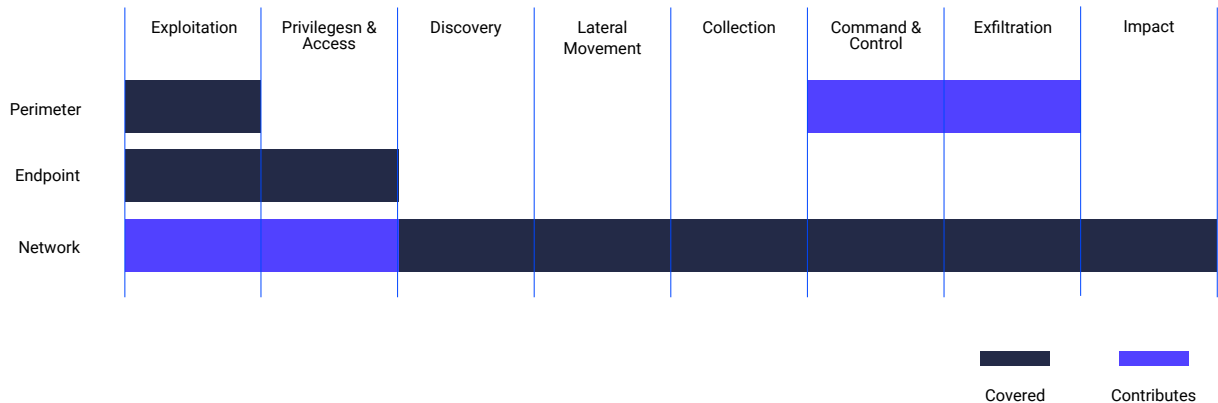 Exploitation
Privilegesn &
Access
Discovery
Lateral
Movement
Collection
Command &
Control
Exfiltration
Impact
Perimeter
Endpoint
Network
Covered
Contributes